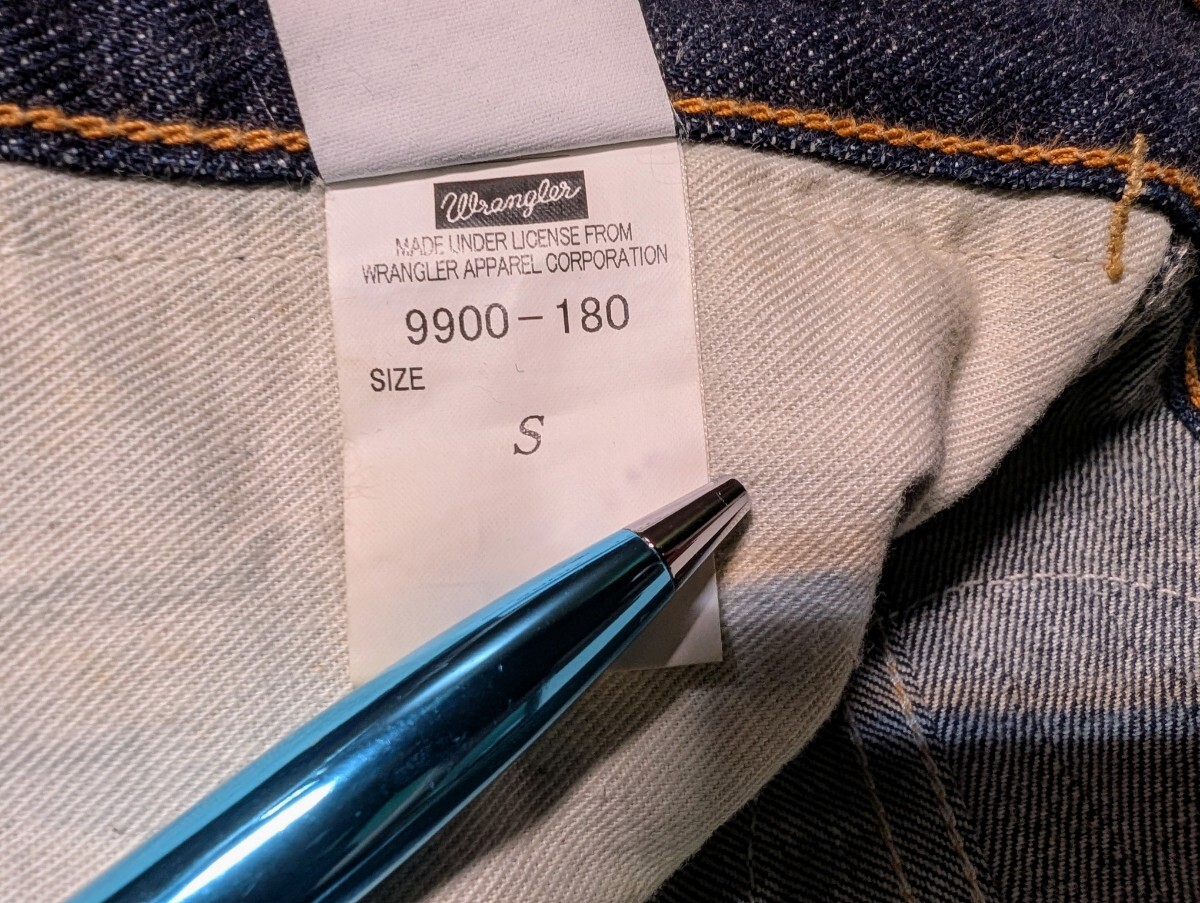 Wrangler
MADE UNDER LICENSE FROM
WRANGLER APPAREL CORPORATION
9900-180
SIZE
S